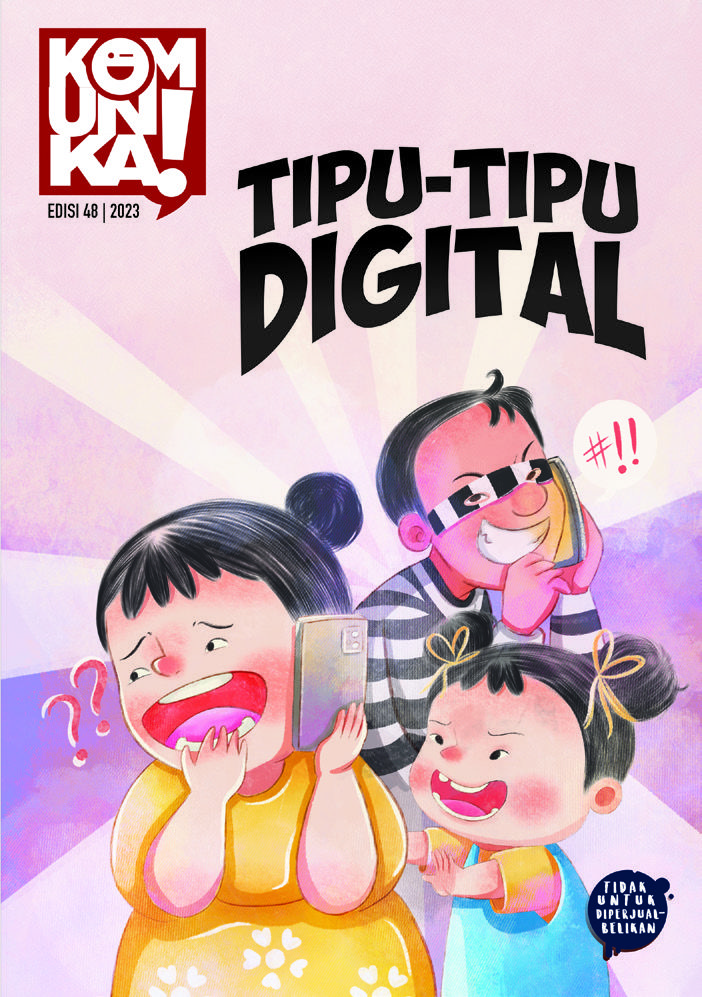 KOM
UNI
KA!
EDISI 48 | 2023
TIPU-TIPU
DIGITAL
#!!
??
TIDAK
UNTUK
DIPERJUAL-
BELIKAN